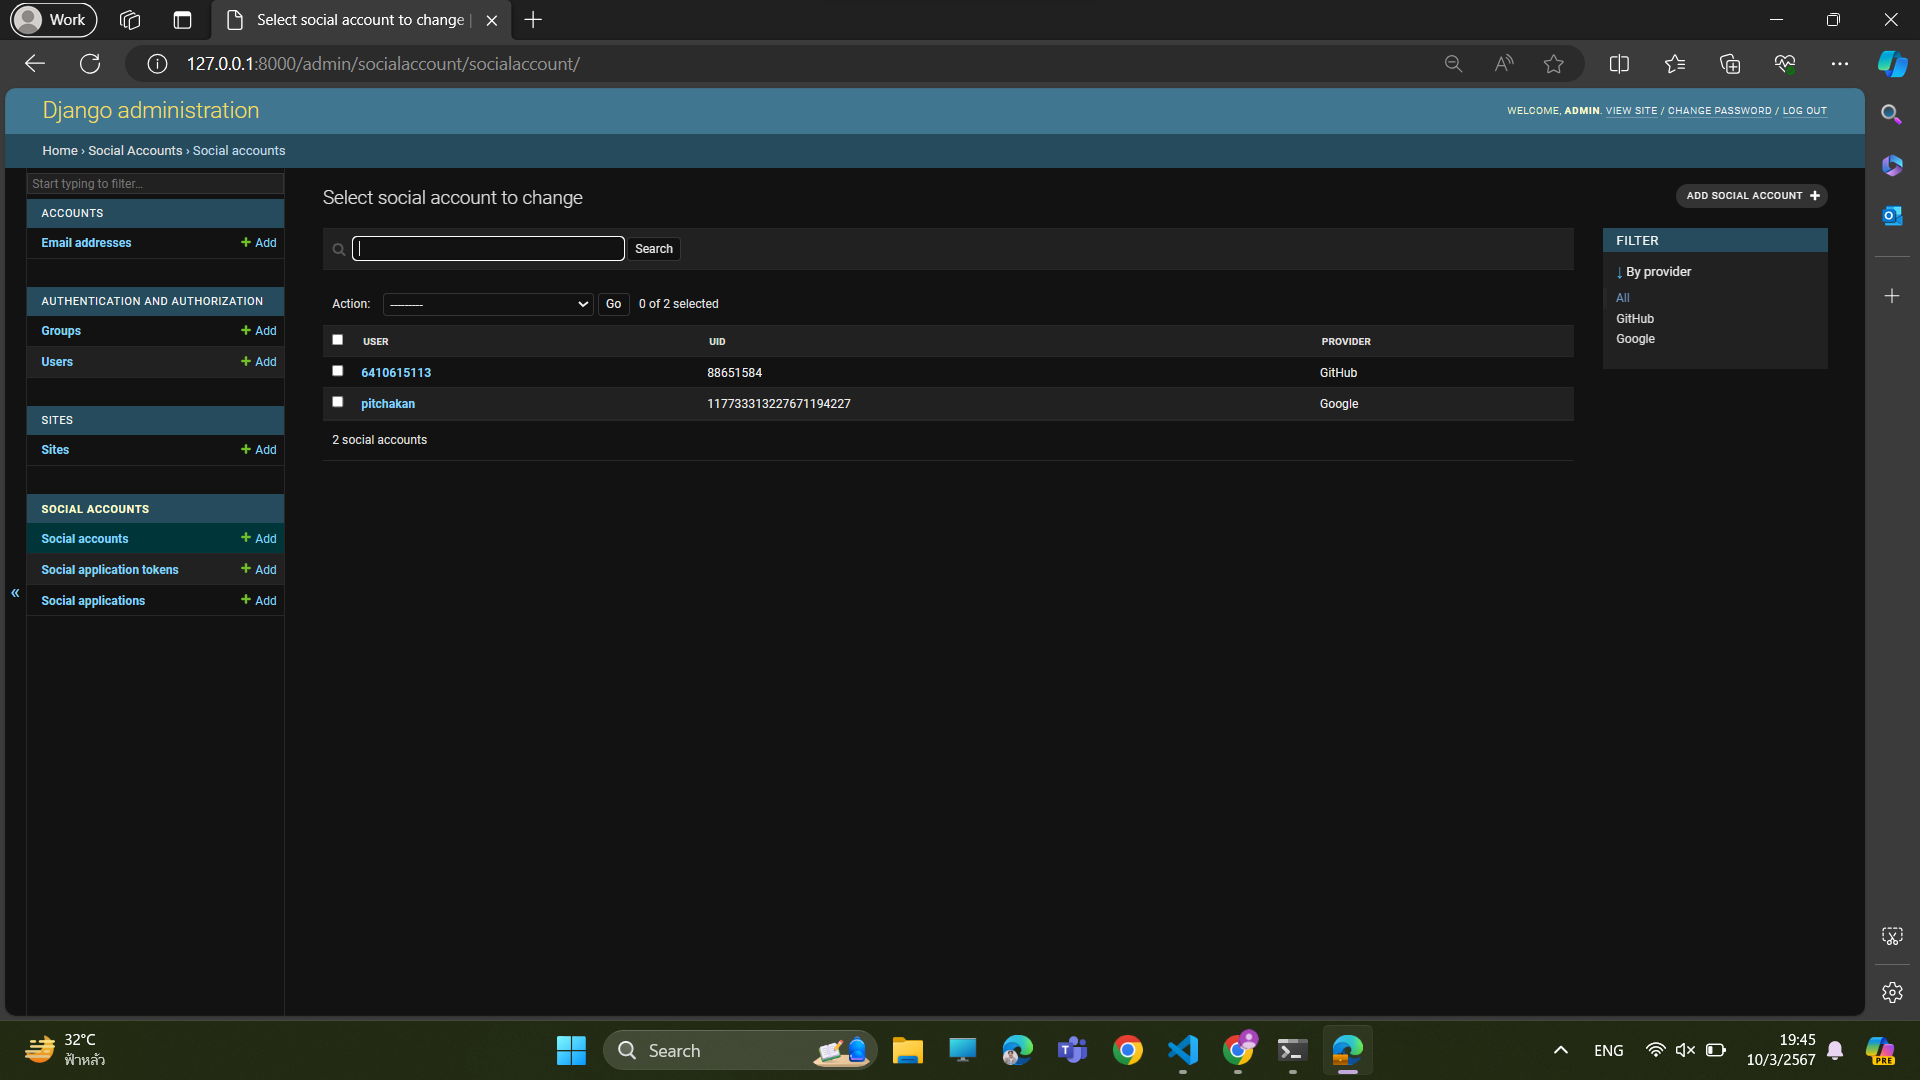 Work
Select social account to change |
127.0.0.1:8000/admin/socialaccount/socialaccount/
Django administration
WELCOME, ADMIN. VIEW SITE / CHANGE PASSWORD / LOG OUT
Home › Social Accounts › Social accounts
Start typing to filter...
ACCOUNTS
Email addresses + Add
AUTHENTICATION AND AUTHORIZATION
Groups + Add
Users + Add
SITES
Sites + Add
SOCIAL ACCOUNTS
Social accounts + Add
Social application tokens + Add
Social applications + Add
«
Select social account to change
ADD SOCIAL ACCOUNT +
Search
Action: --------- Go 0 of 2 selected
USER UID PROVIDER
6410615113 88651584 GitHub
pitchakan 117733313227671194227 Google
2 social accounts
FILTER
↓ By provider
All
GitHub
Google
32°C
ฟ้าหลัว
Search
ENG
19:45
10/3/2567
PRE